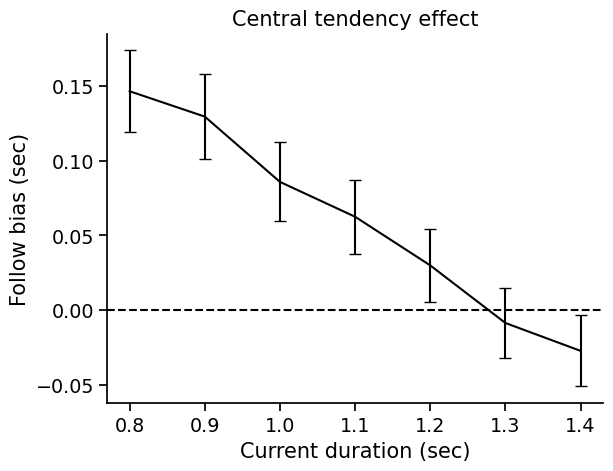 Central tendency effect
Follow bias (sec)
0.15
0.10
0.05
0.00
−0.05
0.8 0.9 1.0 1.1 1.2 1.3 1.4
Current duration (sec)